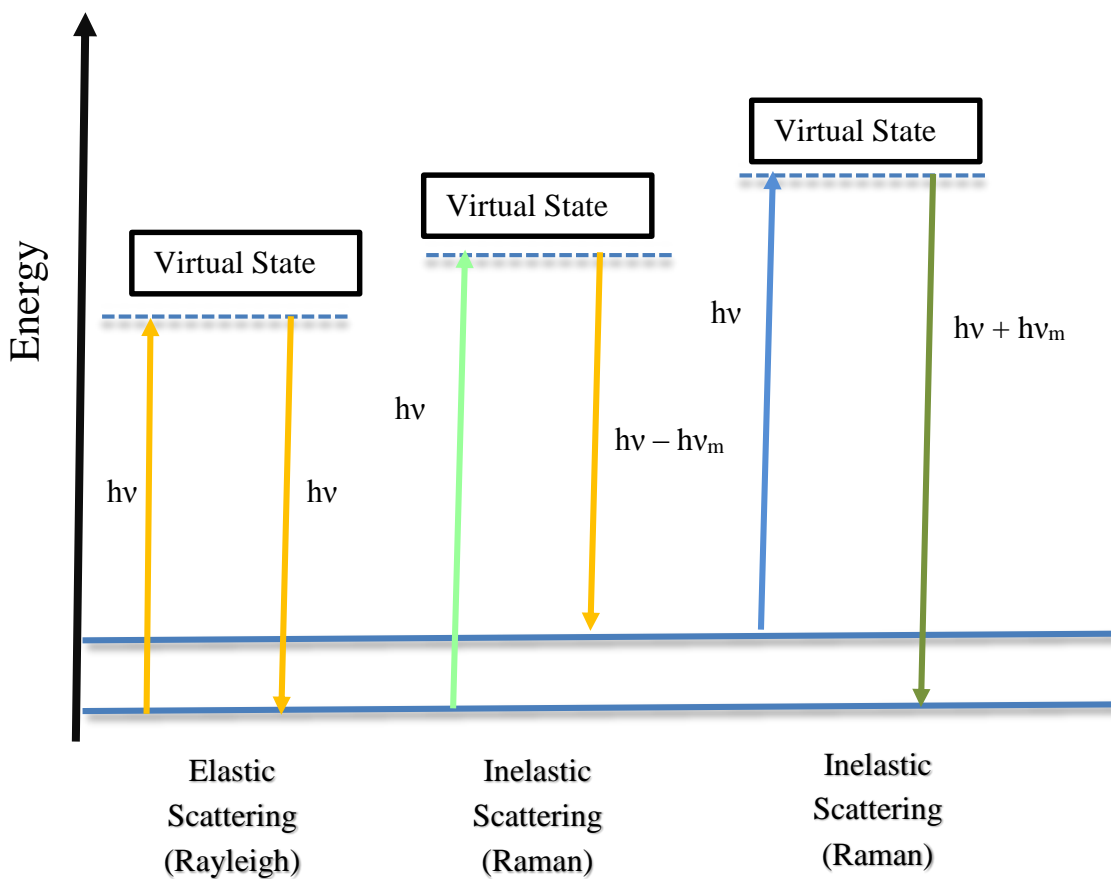 Energy
Virtual State
Virtual State
Virtual State
hν
hν
hν
hν – hνₘ
hν
hν + hνₘ
Elastic
Scattering
(Rayleigh)
Inelastic
Scattering
(Raman)
Inelastic
Scattering
(Raman)